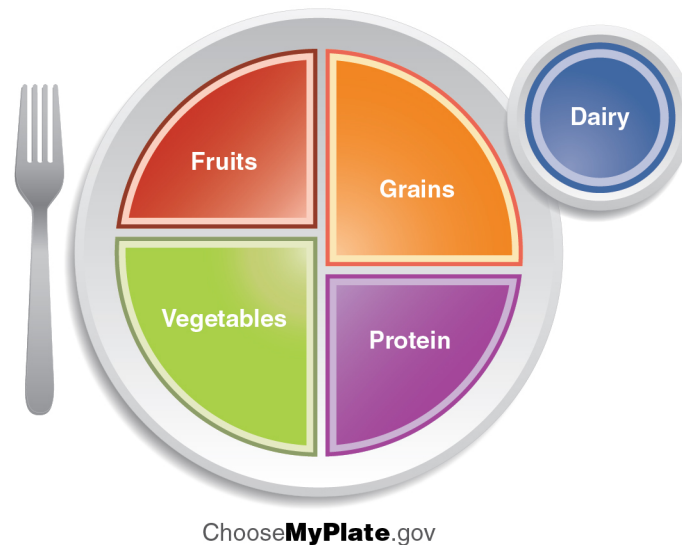 Dairy
Fruits
Grains
Vegetables
Protein
ChooseMyPlate.gov